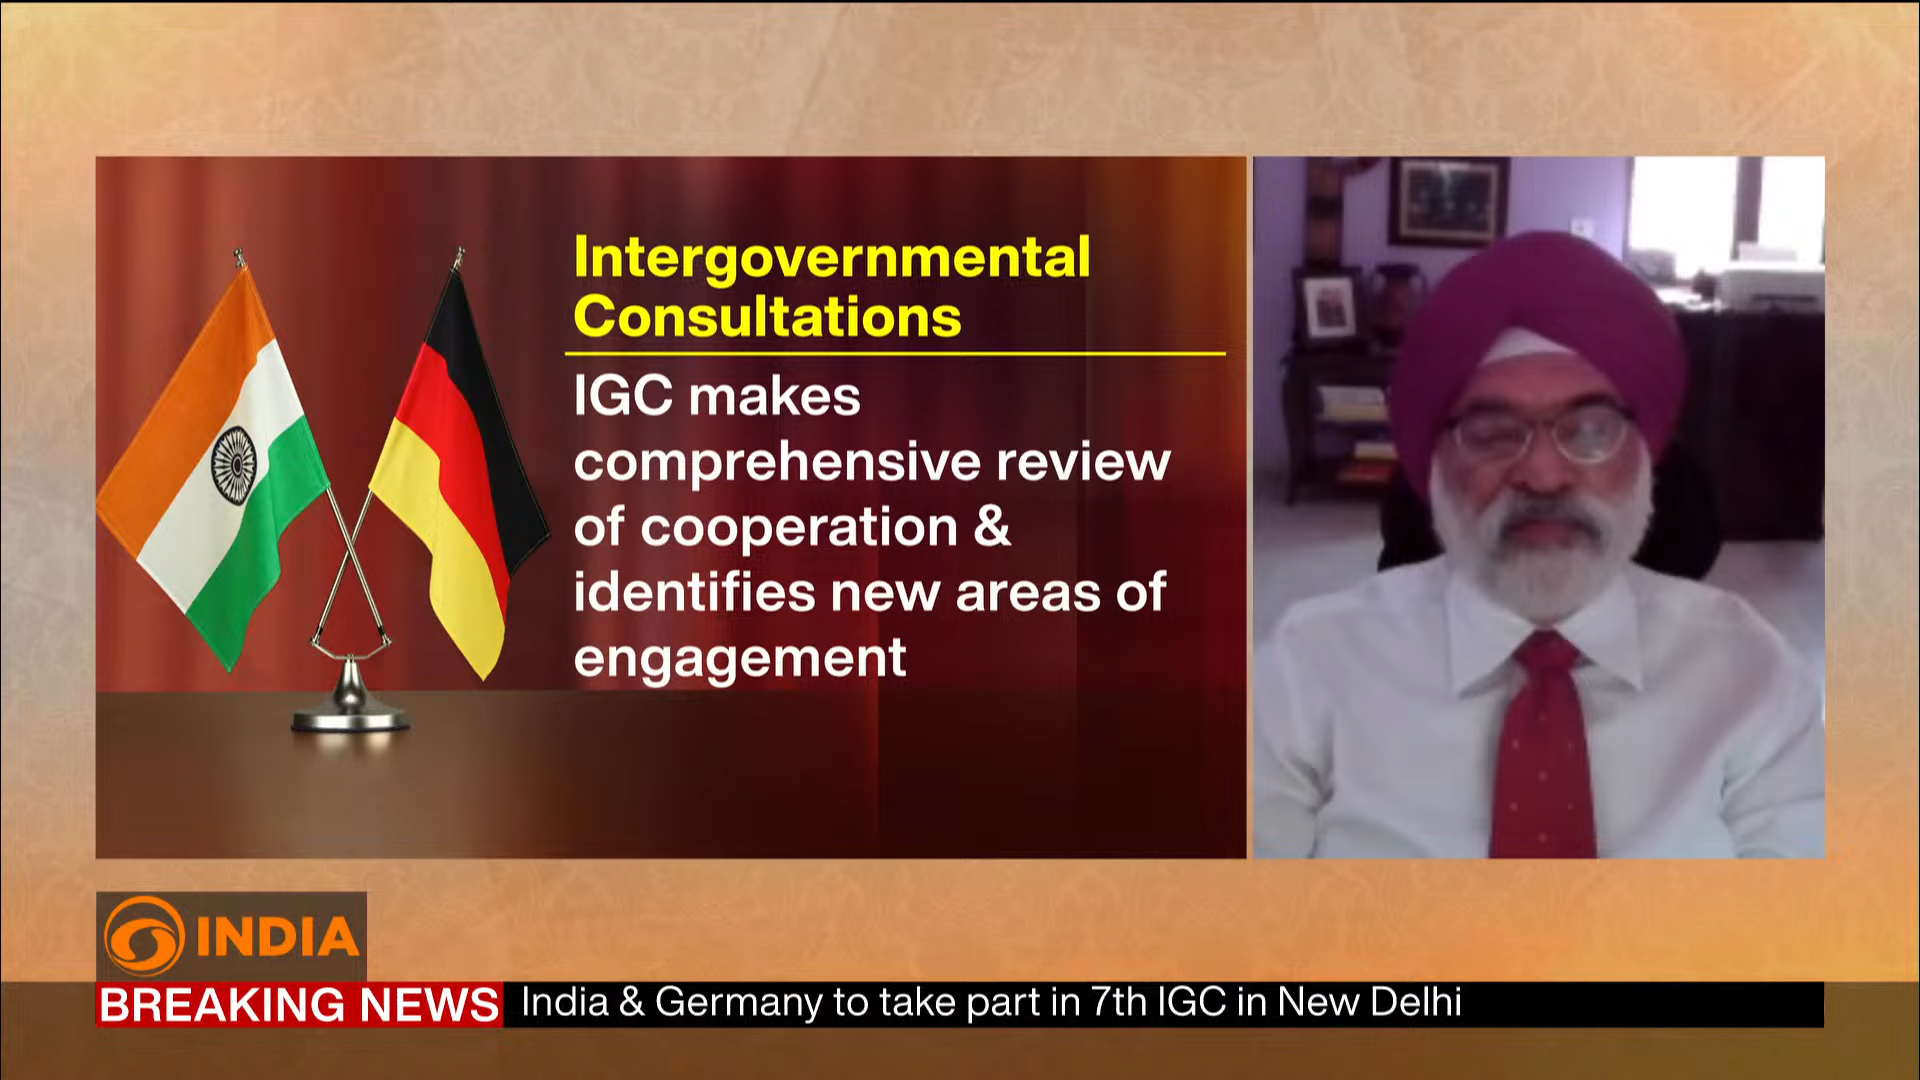 Intergovernmental
Consultations
IGC makes
comprehensive review
of cooperation &
identifies new areas of
engagement
INDIA
BREAKING NEWS India & Germany to take part in 7th IGC in New Delhi